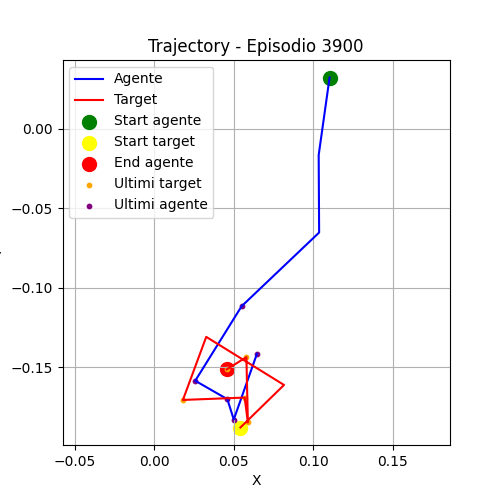 Trajectory - Episodio 3900
Agente
Target
Start agente
Start target
End agente
Ultimi target
Ultimi agente
0.00
−0.05
−0.10
−0.15
−0.05
0.00
0.05
0.10
0.15
X